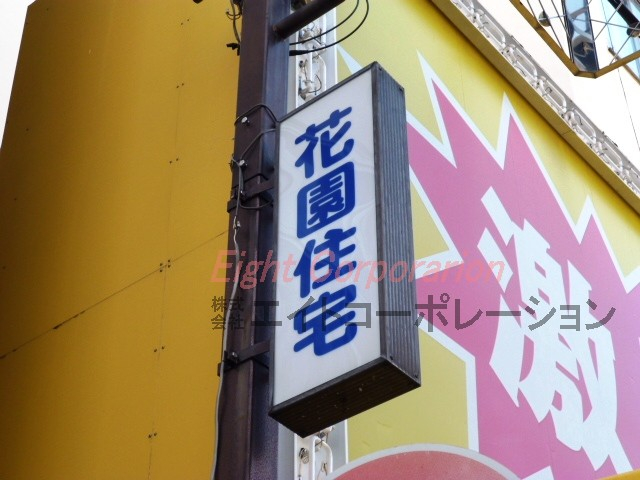 花園住宅
激
Eight Corporarion
株式会社エイトコーポレーション